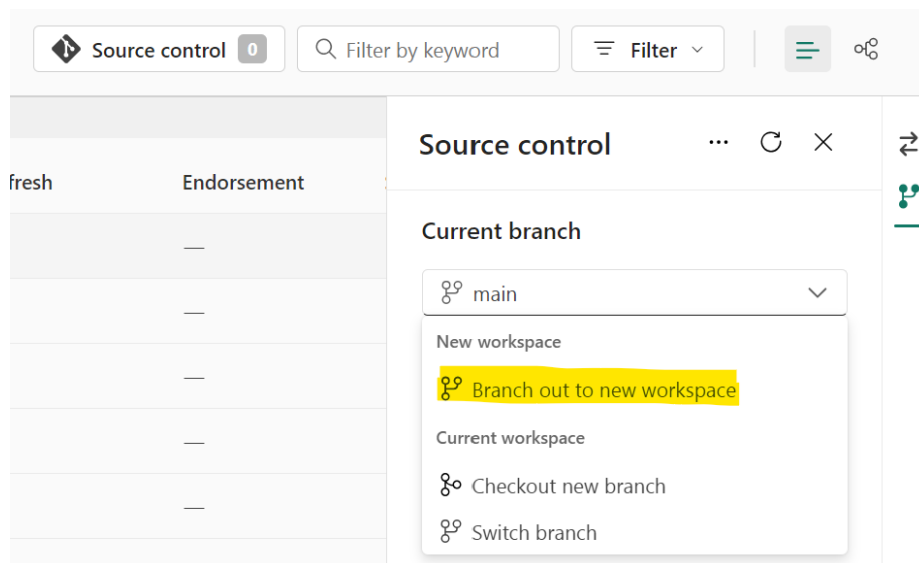 Source control 0
Filter by keyword
Filter
Source control
fresh
Endorsement
Current branch
main
New workspace
Branch out to new workspace
Current workspace
Checkout new branch
Switch branch